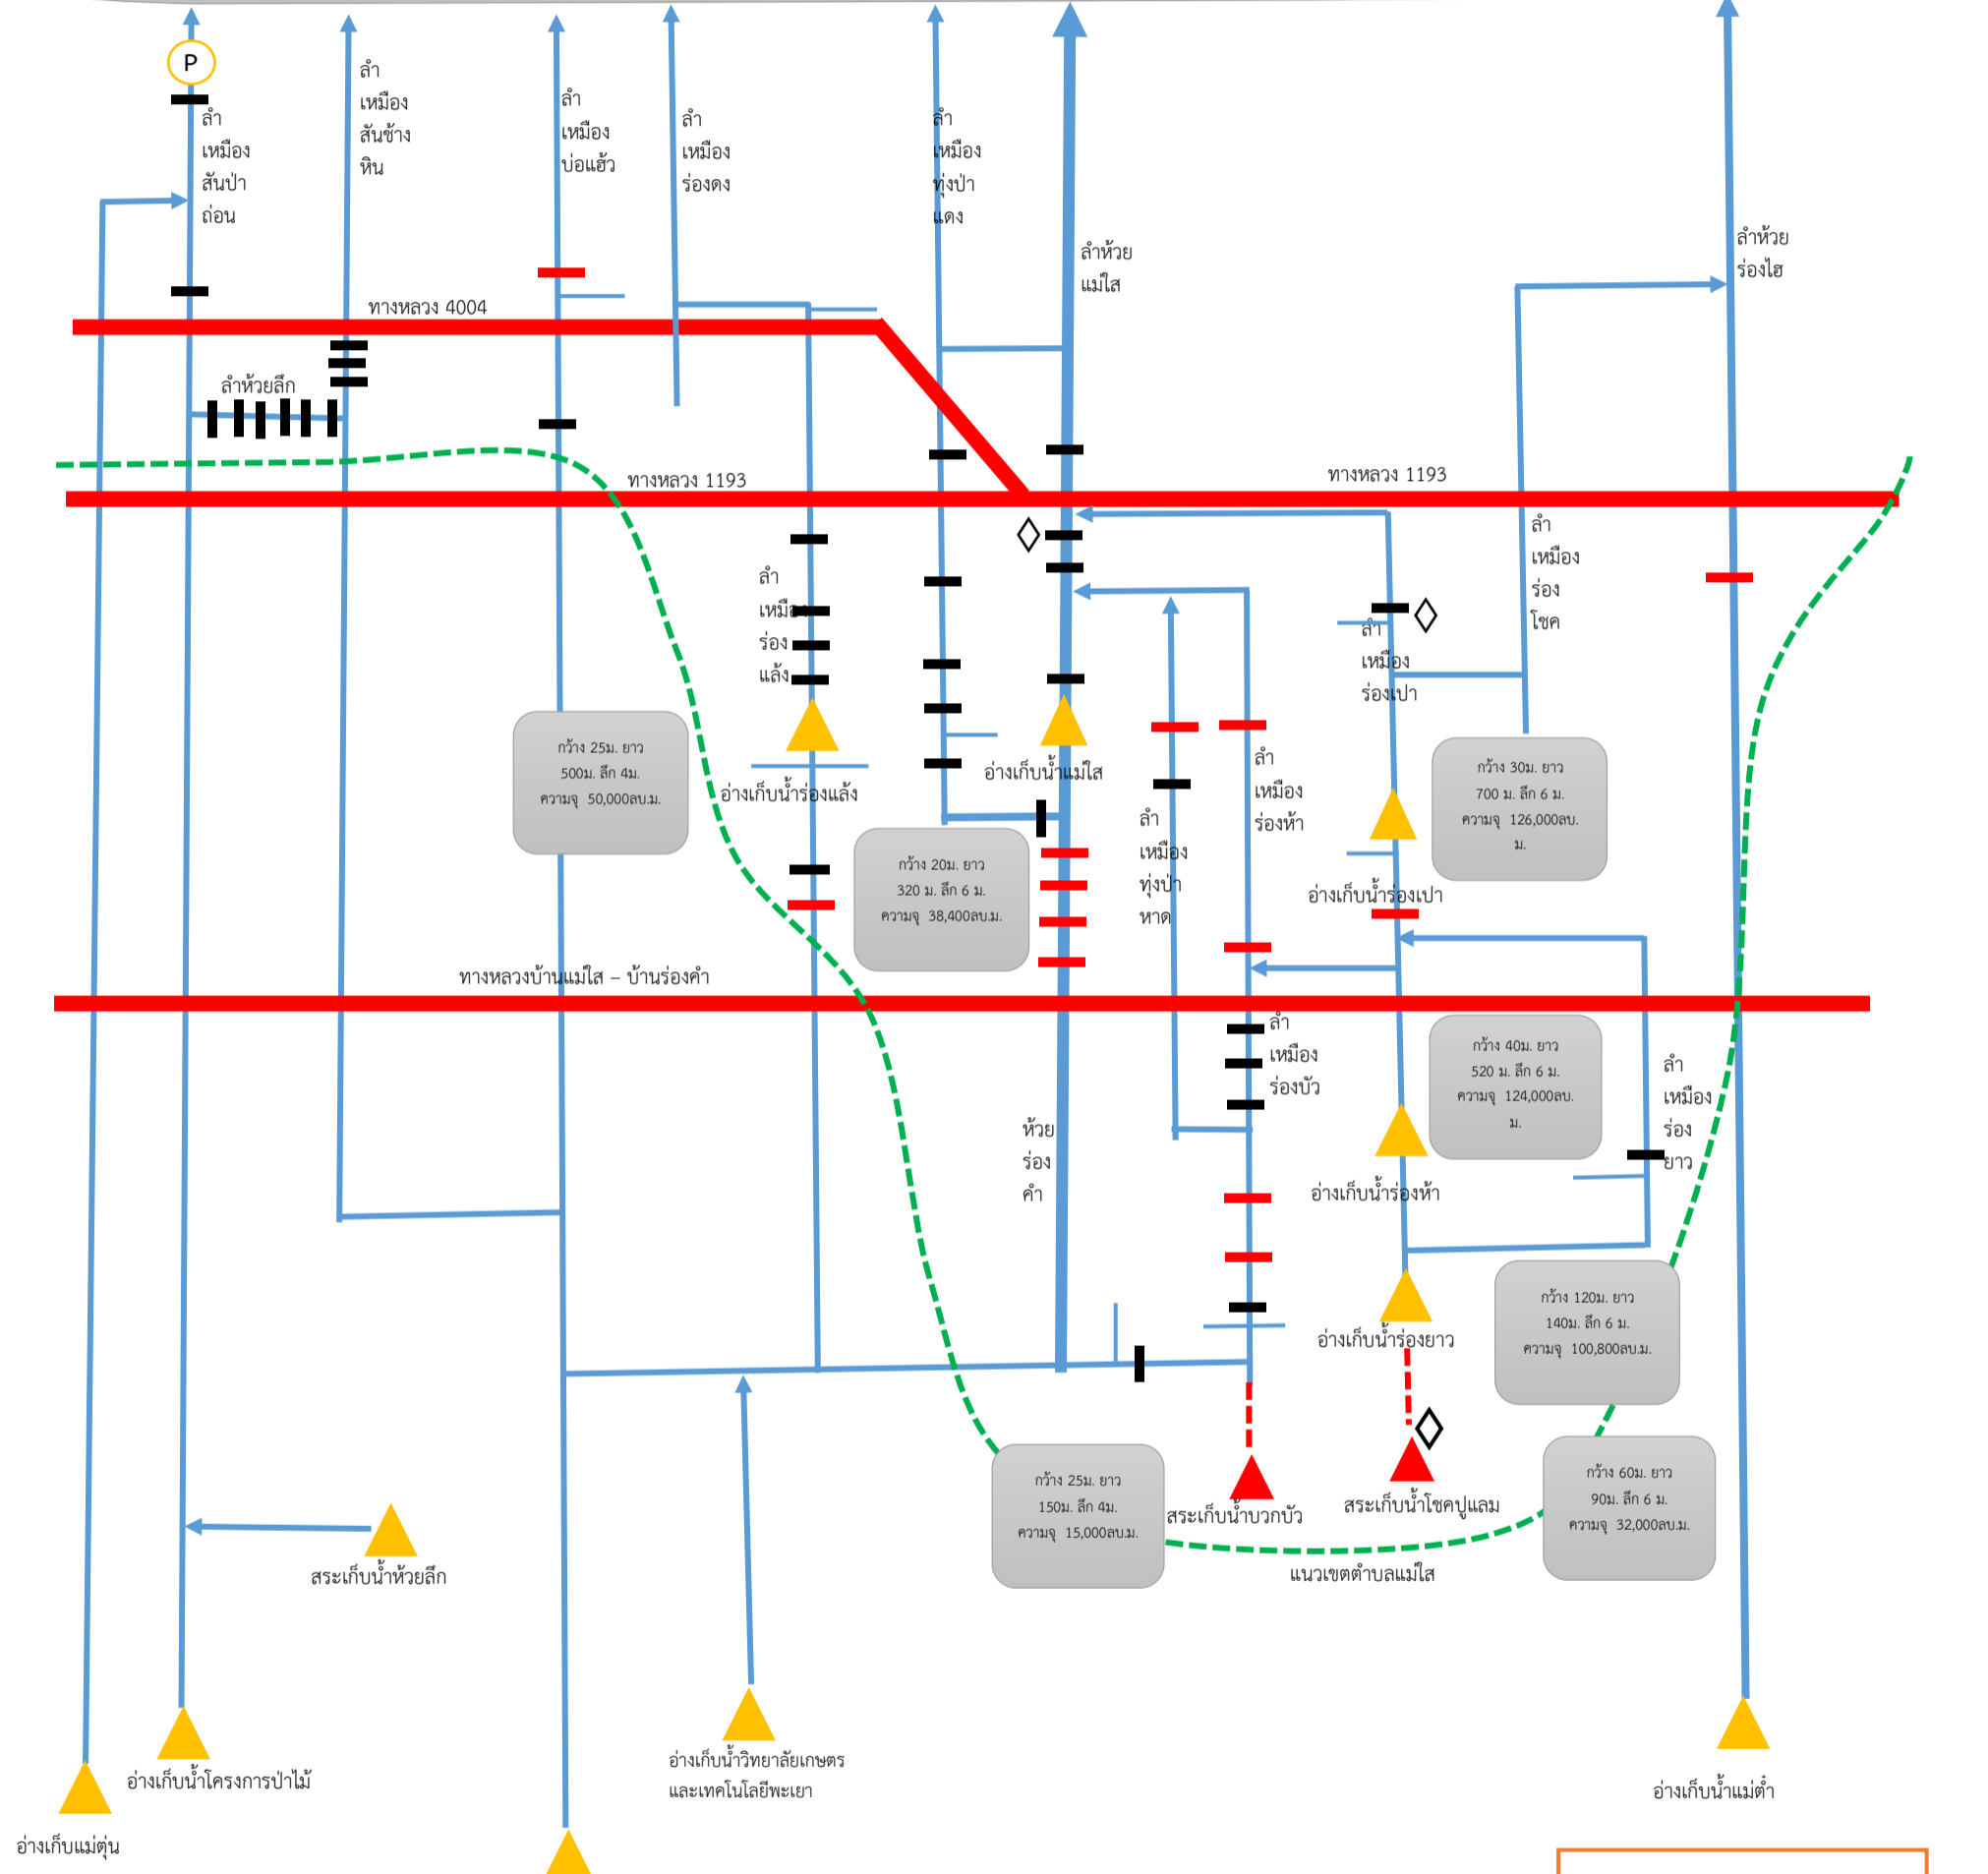 P
ลำ
เหมือง
สันป่า
ถ่อน
ลำ
เหมือง
สันช้าง
หิน
ลำ
เหมือง
บ่อแฮ้ว
ลำ
เหมือง
ร่องดง
ลำ
เหมือง
ทุ่งป่า
แดง
ลำห้วย
แม่ใส
ลำห้วย
ร่องไฮ
ทางหลวง 4004
ลำห้วยลึก
ทางหลวง 1193
ทางหลวง 1193
ลำ
เหมือง
ร่อง
แล้ง
ลำ
เหมือง
ร่อง
โชค
ลำ
เหมือง
ร่องเปา
กว้าง 25ม. ยาว
500ม. ลึก 4ม.
ความจุ 50,000ลบ.ม.
อ่างเก็บน้ำร่องแล้ง
อ่างเก็บน้ำแม่ใส
ลำ
เหมือง
ร่องห้า
กว้าง 30ม. ยาว
700 ม. ลึก 6 ม.
ความจุ 126,000ลบ.
ม.
กว้าง 20ม. ยาว
320 ม. ลึก 6 ม.
ความจุ 38,400ลบ.ม.
ลำ
เหมือง
ทุ่งป่า
หาด
อ่างเก็บน้ำร่องเปา
ทางหลวงบ้านแม่ใส – บ้านร่องคำ
ลำ
เหมือง
ร่องบัว
กว้าง 40ม. ยาว
520 ม. ลึก 6 ม.
ความจุ 124,000ลบ.
ม.
ลำ
เหมือง
ร่อง
ยาว
ห้วย
ร่อง
คำ
อ่างเก็บน้ำร่องห้า
กว้าง 120ม. ยาว
140ม. ลึก 6 ม.
ความจุ 100,800ลบ.ม.
อ่างเก็บน้ำร่องยาว
กว้าง 25ม. ยาว
150ม. ลึก 4ม.
ความจุ 15,000ลบ.ม.
สระเก็บน้ำบวกบัว
สระเก็บน้ำโชคปูแลม
กว้าง 60ม. ยาว
90ม. ลึก 6 ม.
ความจุ 32,000ลบ.ม.
แนวเขตตำบลแม่ใส
สระเก็บน้ำห้วยลึก
อ่างเก็บน้ำโครงการป่าไม้
อ่างเก็บน้ำวิทยาลัยเกษตร
และเทคโนโลยีพะเยา
อ่างเก็บน้ำแม่ต๋ำ
อ่างเก็บแม่ตุ่น